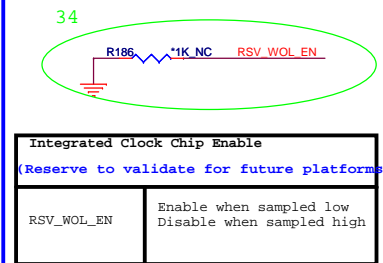 34
R186 *1K_NC RSV_WOL_EN
Integrated Clock Chip Enable
(Reserve to validate for future platforms
RSV_WOL_EN
Enable when sampled low
Disable when sampled high